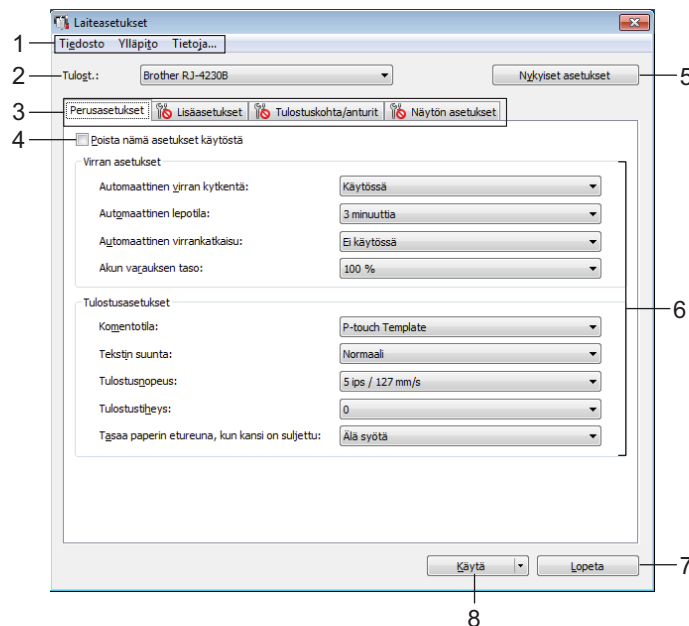 Laiteasetukset
1 Tiedosto Ylläpito Tietoja...
2 Tulost.: Brother RJ-4230B Nykyiset asetukset 5
3 Perusasetukset Lisäasetukset Tulostuskohta/anturit Näytön asetukset
4 Poista nämä asetukset käytöstä
Virran asetukset
Automaattinen virran kytkentä: Käytössä
Automaattinen lepotila: 3 minuuttia
Automaattinen virrankatkaisu: Ei käytössä
Akun varauksen taso: 100 %
Tulostusasetukset
6
Komentotila: P-touch Template
Tekstin suunta: Normaali
Tulostusnopeus: 5 ips / 127 mm/s
Tulostustiheys: 0
Tasaa paperin etureuna, kun kansi on suljettu: Älä syötä
Käytä Lopeta 7
8